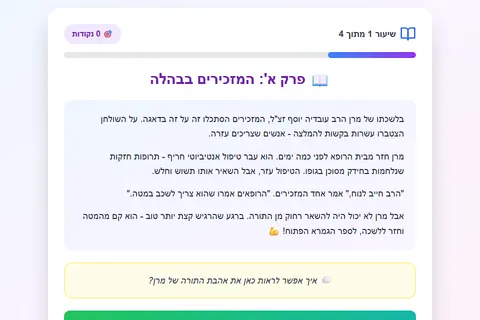 שיעור 1 מתוך 4
🎯 0 נקודות
📖 פרק א': המזכירים בבהלה
בלשכתו של מרן הרב עובדיה יוסף זצ"ל, המזכירים הסתכלו זה על זה בדאגה. על השולחן
הצטברו עשרות בקשות להמלצה - אנשים שצריכים עזרה.
מרן חזר מבית הרופא לפני כמה ימים. הוא עבר טיפול אנטיביוטי חריף - תרופות חזקות
שנלחמות בחידק מסוכן בגופו. הטיפול עזר, אבל השאיר אותו תשוש וחלש.
"הרב חייב לנוח," אמר אחד המזכירים. "הרופאים אמרו שהוא צריך לשכב במטה."
אבל מרן לא יכול היה להשאר רחוק מן התורה. ברגע שהרגיש קצת יותר טוב - הוא קם מהמטה
וחזר ללשכה, לספר הגמרא הפתוח! 💪
💭 איך אפשר לראות כאן את אהבת התורה של מרן?